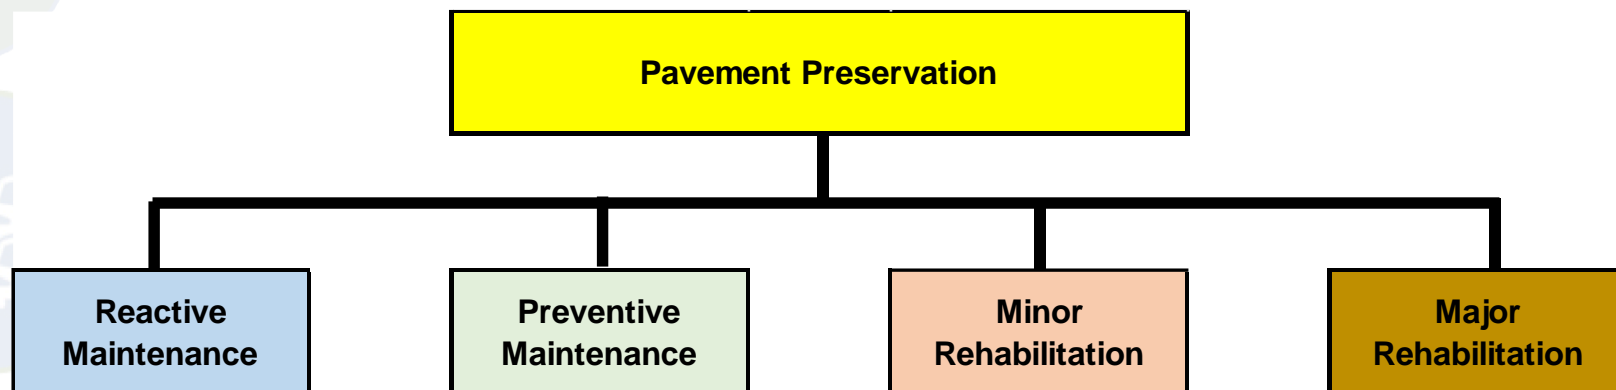 Pavement Preservation
Reactive
Maintenance
Preventive
Maintenance
Minor
Rehabilitation
Major
Rehabilitation